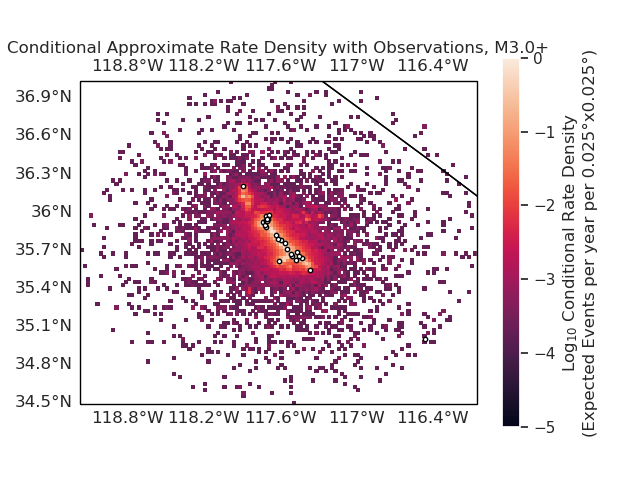 Conditional Approximate Rate Density with Observations, M3.0+
118.8°W 118.2°W 117.6°W 117°W 116.4°W
36.9°N
36.6°N
36.3°N
36°N
35.7°N
35.4°N
35.1°N
34.8°N
34.5°N
118.8°W 118.2°W 117.6°W 117°W 116.4°W
0
−1
−2
−3
−4
−5
Log₁₀ Conditional Rate Density
(Expected Events per year per 0.025°x0.025°)